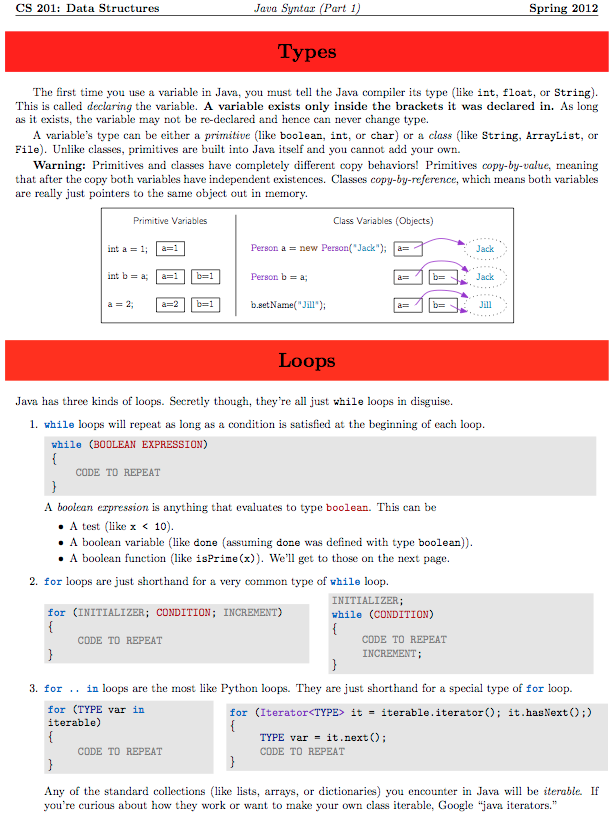 CS 201: Data Structures Java Syntax (Part 1) Spring 2012
Types
The first time you use a variable in Java, you must tell the Java compiler its type (like int, float, or String).
This is called declaring the variable. A variable exists only inside the brackets it was declared in. As long
as it exists, the variable may not be re-declared and hence can never change type.
A variable's type can be either a primitive (like boolean, int, or char) or a class (like String, ArrayList, or
File). Unlike classes, primitives are built into Java itself and you cannot add your own.
Warning: Primitives and classes have completely different copy behaviors! Primitives copy-by-value, meaning
that after the copy both variables have independent existences. Classes copy-by-reference, which means both variables
are really just pointers to the same object out in memory.
Primitive Variables Class Variables (Objects)
int a = 1; a=1 Person a = new Person("Jack"); a= Jack
int b = a; a=1 b=1 Person b = a; a= b= Jack
a = 2; a=2 b=1 b.setName("Jill"); a= b= Jill
Loops
Java has three kinds of loops. Secretly though, they're all just while loops in disguise.
1. while loops will repeat as long as a condition is satisfied at the beginning of each loop.
while (BOOLEAN EXPRESSION)
{
CODE TO REPEAT
}
A boolean expression is anything that evaluates to type boolean. This can be
• A test (like x < 10).
• A boolean variable (like done (assuming done was defined with type boolean)).
• A boolean function (like isPrime(x)). We'll get to those on the next page.
2. for loops are just shorthand for a very common type of while loop.
for (INITIALIZER; CONDITION; INCREMENT)
{
CODE TO REPEAT
}
INITIALIZER;
while (CONDITION)
{
CODE TO REPEAT
INCREMENT;
}
3. for .. in loops are the most like Python loops. They are just shorthand for a special type of for loop.
for (TYPE var in
iterable)
{
CODE TO REPEAT
}
for (Iterator<TYPE> it = iterable.iterator(); it.hasNext();)
{
TYPE var = it.next();
CODE TO REPEAT
}
Any of the standard collections (like lists, arrays, or dictionaries) you encounter in Java will be iterable. If
you're curious about how they work or want to make your own class iterable, Google "java iterators."